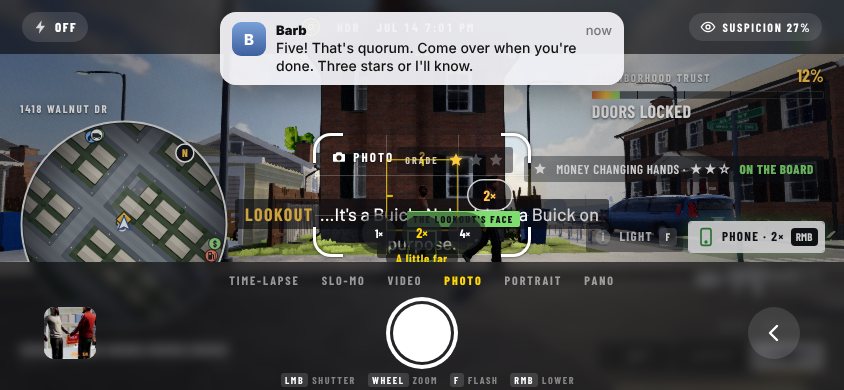 OFF
HDR JUL 14 7:01 PM
B
Barb
now
Five! That's quorum. Come over when you're
done. Three stars or I'll know.
SUSPICION 27%
NEIGHBORHOOD TRUST
12%
DOORS LOCKED
1418 WALNUT DR
N
PHOTO
GRADE
MONEY CHANGING HANDS · ★★☆ ON THE BOARD
2×
LOOKOUT ...It's a Buick
a Buick on
purpose.
THE LOOKOUT'S FACE
1× 2× 4×
A little far
LIGHT F
PHONE · 2× RMB
$
TIME-LAPSE SLO-MO VIDEO PHOTO PORTRAIT PANO
LMB SHUTTER WHEEL ZOOM F FLASH RMB LOWER